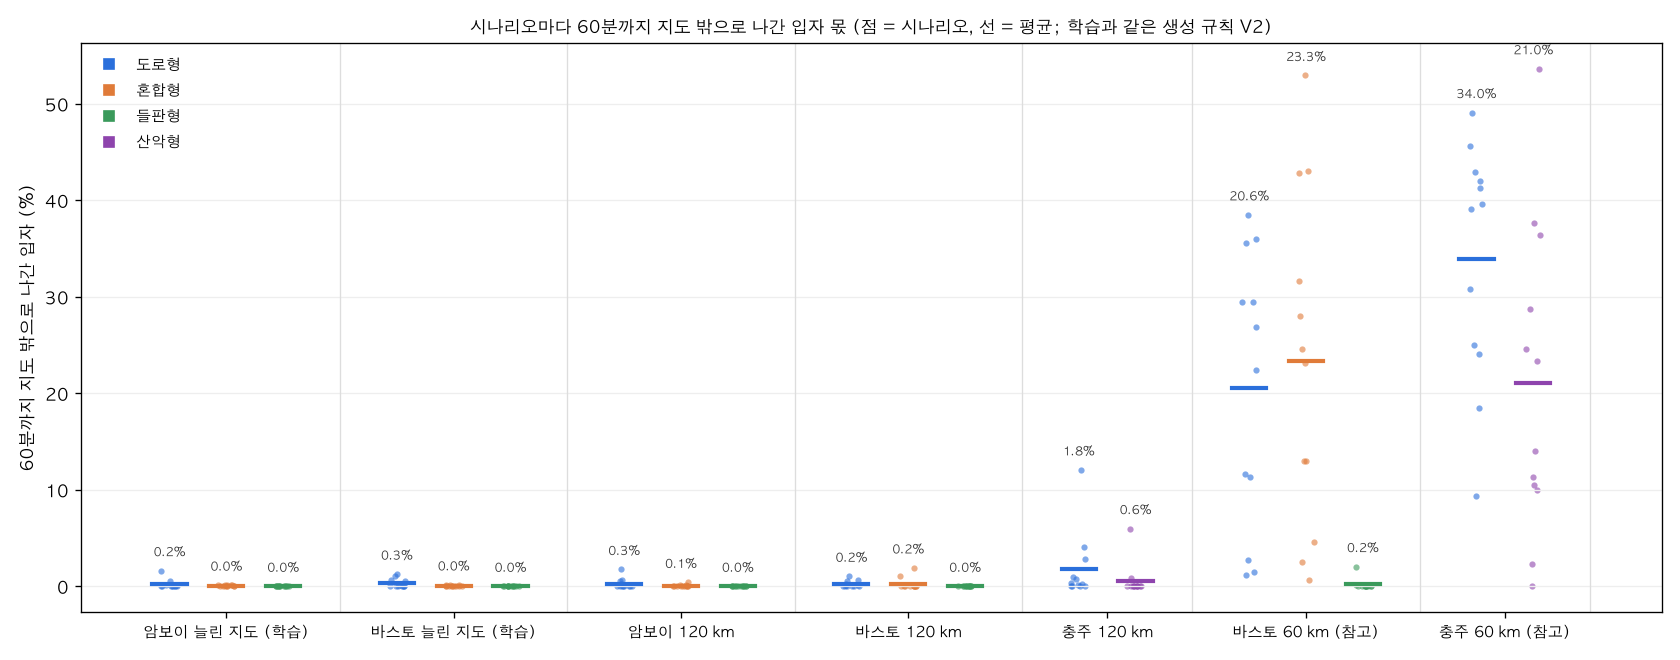 시나리오마다 60분까지 지도 밖으로 나간 입자 몫 (점 = 시나리오, 선 = 평균; 학습과 같은 생성 규칙 V2)
도로형
혼합형
들판형
산악형
60분까지 지도 밖으로 나간 입자 (%)
50
40
30
20
10
0
0.2%
0.0%
0.0%
0.3%
0.0%
0.0%
0.3%
0.1%
0.0%
0.2%
0.2%
0.0%
1.8%
0.6%
20.6%
23.3%
0.2%
34.0%
21.0%
암보이 늘린 지도 (학습)
바스토 늘린 지도 (학습)
암보이 120 km
바스토 120 km
충주 120 km
바스토 60 km (참고)
충주 60 km (참고)